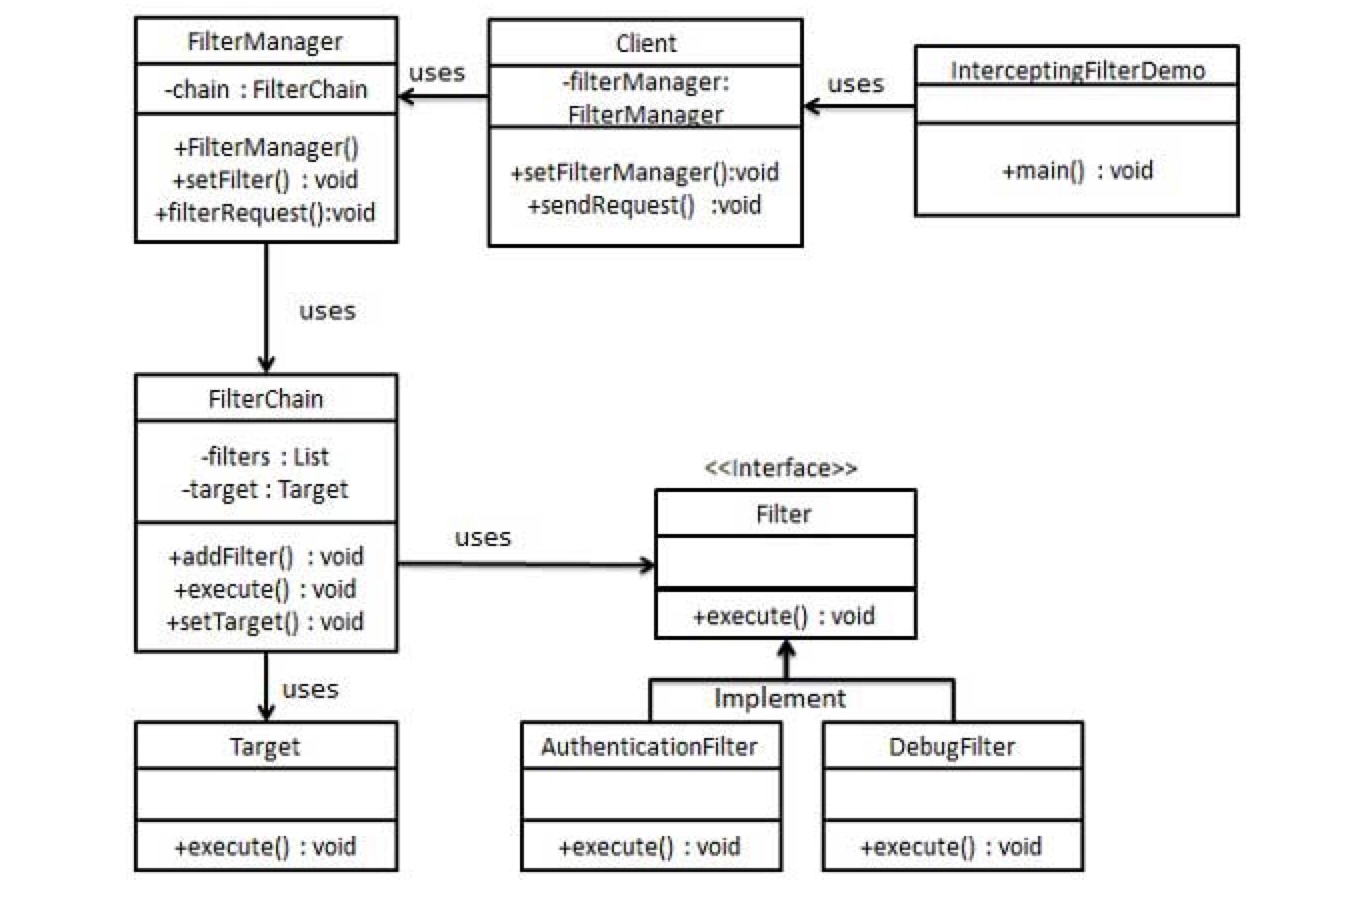 FilterManager
-chain : FilterChain
+FilterManager()
+setFilter() : void
+filterRequest():void
uses
Client
-filterManager:
FilterManager
+setFilterManager():void
+sendRequest() :void
uses
InterceptingFilterDemo
+main() : void
uses
FilterChain
-filters : List
-target : Target
+addFilter() : void
+execute() : void
+setTarget() : void
uses
<<Interface>>
Filter
+execute() : void
uses
Implement
Target
+execute() : void
AuthenticationFilter
+execute() : void
DebugFilter
+execute() : void